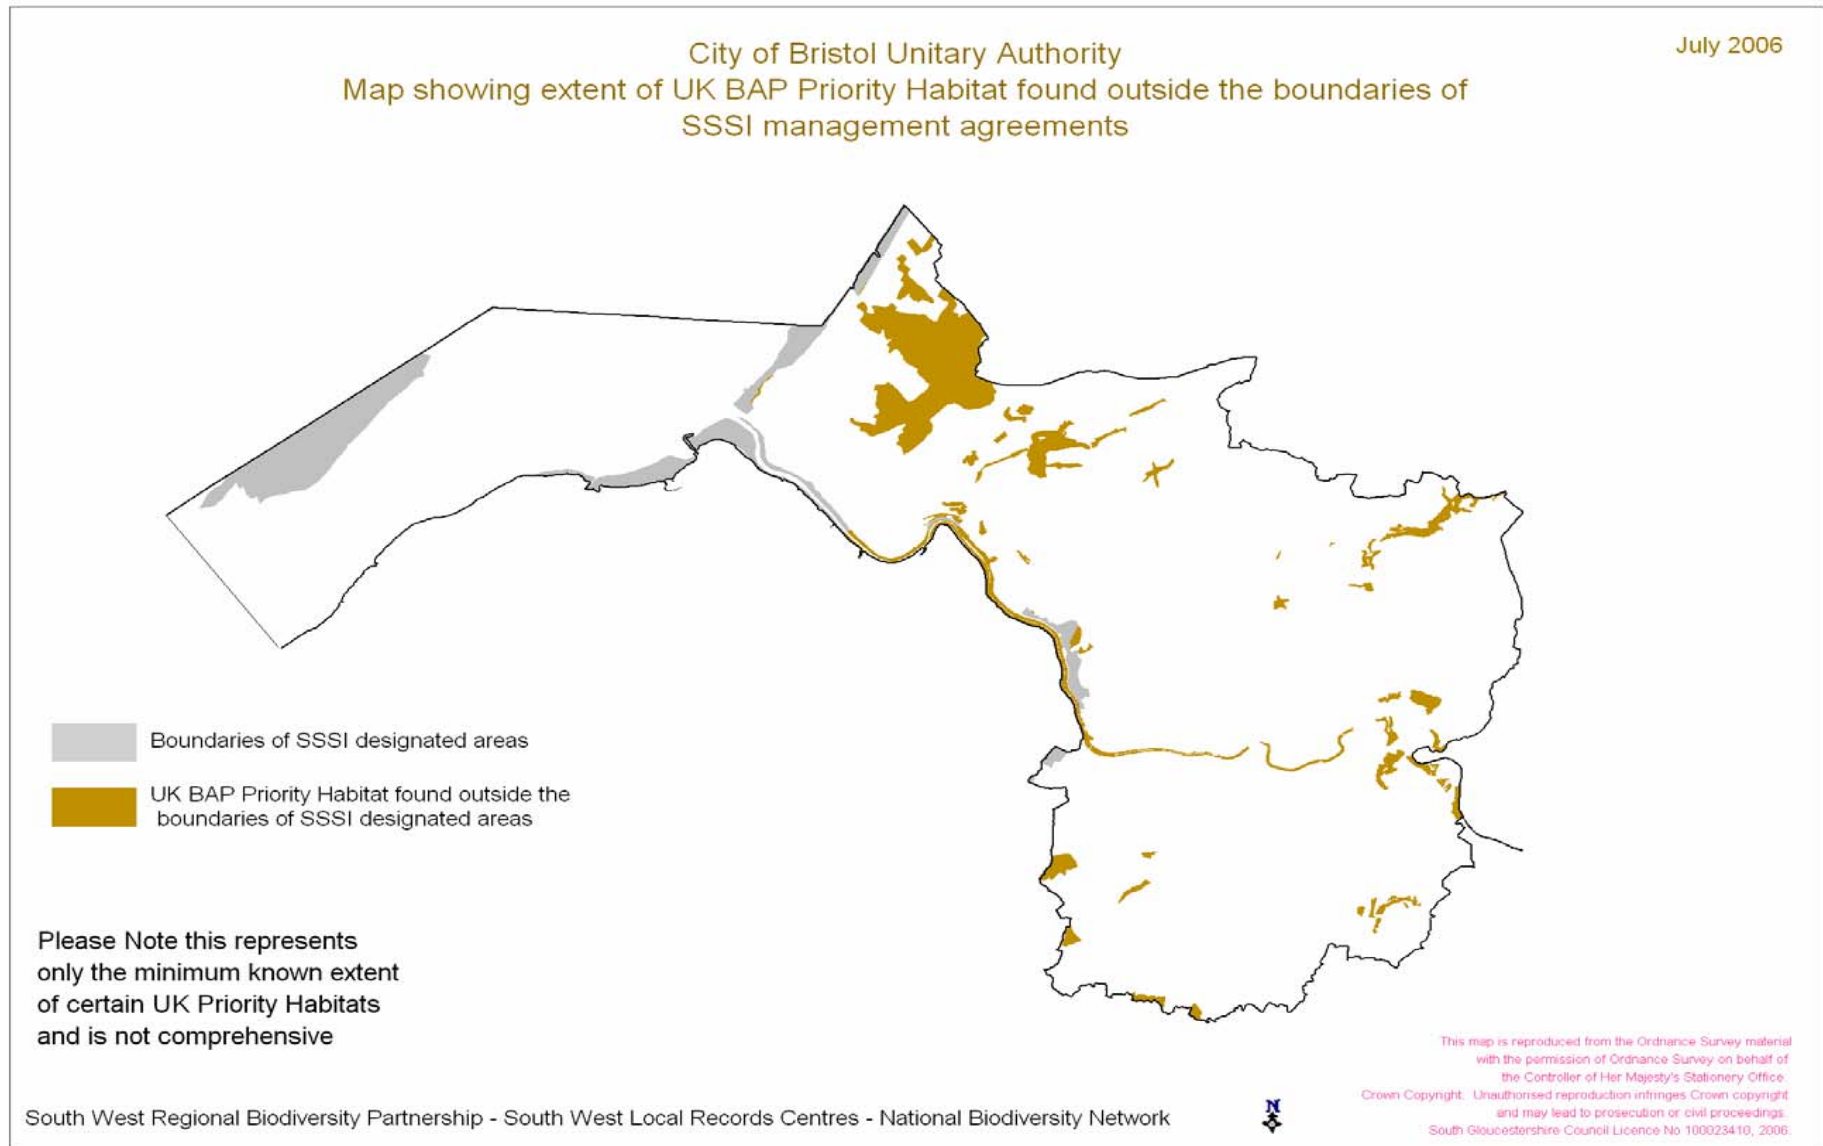 City of Bristol Unitary Authority
July 2006
Map showing extent of UK BAP Priority Habitat found outside the boundaries of
SSSI management agreements
Boundaries of SSSI designated areas
UK BAP Priority Habitat found outside the
boundaries of SSSI designated areas
Please Note this represents
only the minimum known extent
of certain UK Priority Habitats
and is not comprehensive
This map is reproduced from the Ordnance Survey material
with the permission of Ordnance Survey on behalf of
the Controller of Her Majesty's Stationery Office.
Crown Copyright. Unauthorised reproduction infringes Crown copyright
and may lead to prosecution or civil proceedings.
South Gloucestershire Council Licence No 100023410, 2006.
South West Regional Biodiversity Partnership - South West Local Records Centres - National Biodiversity Network
N